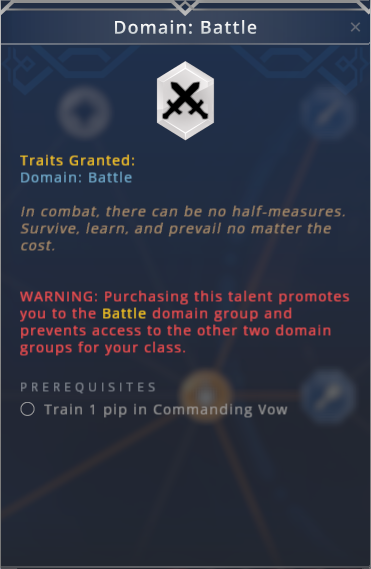 Domain: Battle
Traits Granted:
Domain: Battle
In combat, there can be no half-measures.
Survive, learn, and prevail no matter the
cost.
WARNING: Purchasing this talent promotes
you to the Battle domain group and
prevents access to the other two domain
groups for your class.
PREREQUISITES
Train 1 pip in Commanding Vow